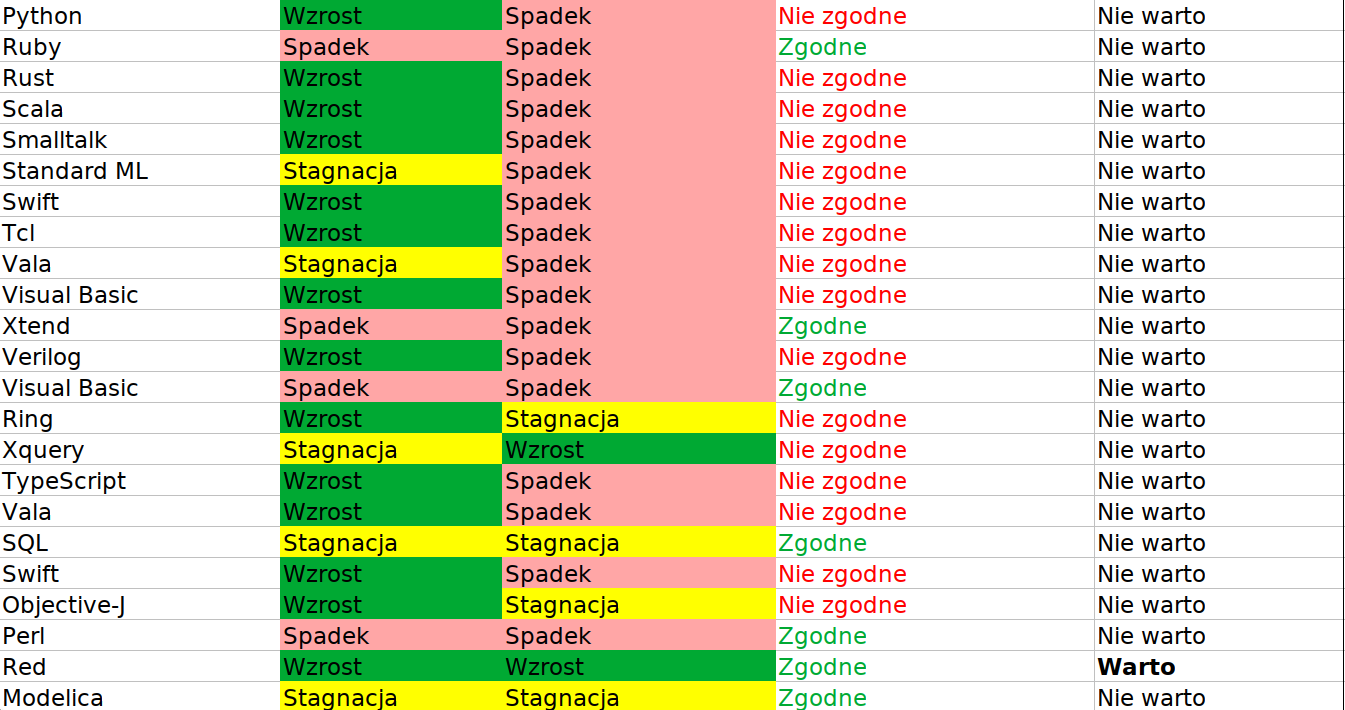 Python Wzrost Spadek Nie zgodne Nie warto
Ruby Spadek Spadek Zgodne Nie warto
Rust Wzrost Spadek Nie zgodne Nie warto
Scala Wzrost Spadek Nie zgodne Nie warto
Smalltalk Wzrost Spadek Nie zgodne Nie warto
Standard ML Stagnacja Spadek Nie zgodne Nie warto
Swift Wzrost Spadek Nie zgodne Nie warto
Tcl Wzrost Spadek Nie zgodne Nie warto
Vala Stagnacja Spadek Nie zgodne Nie warto
Visual Basic Wzrost Spadek Nie zgodne Nie warto
Xtend Spadek Spadek Zgodne Nie warto
Verilog Wzrost Spadek Nie zgodne Nie warto
Visual Basic Spadek Spadek Zgodne Nie warto
Ring Wzrost Stagnacja Nie zgodne Nie warto
Xquery Stagnacja Wzrost Nie zgodne Nie warto
TypeScript Wzrost Spadek Nie zgodne Nie warto
Vala Wzrost Spadek Nie zgodne Nie warto
SQL Stagnacja Stagnacja Zgodne Nie warto
Swift Wzrost Spadek Nie zgodne Nie warto
Objective-J Wzrost Stagnacja Nie zgodne Nie warto
Perl Spadek Spadek Zgodne Nie warto
Red Wzrost Wzrost Zgodne Warto
Modelica Stagnacja Stagnacja Zgodne Nie warto